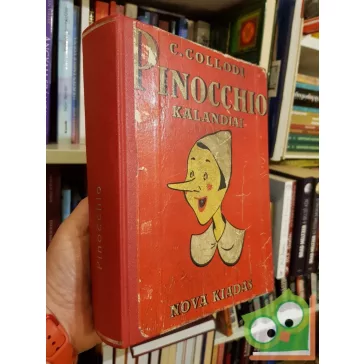 C. COLLODI
PINOCCHIO
KALANDJAI
NOVA KIADÁS
Pinocchio